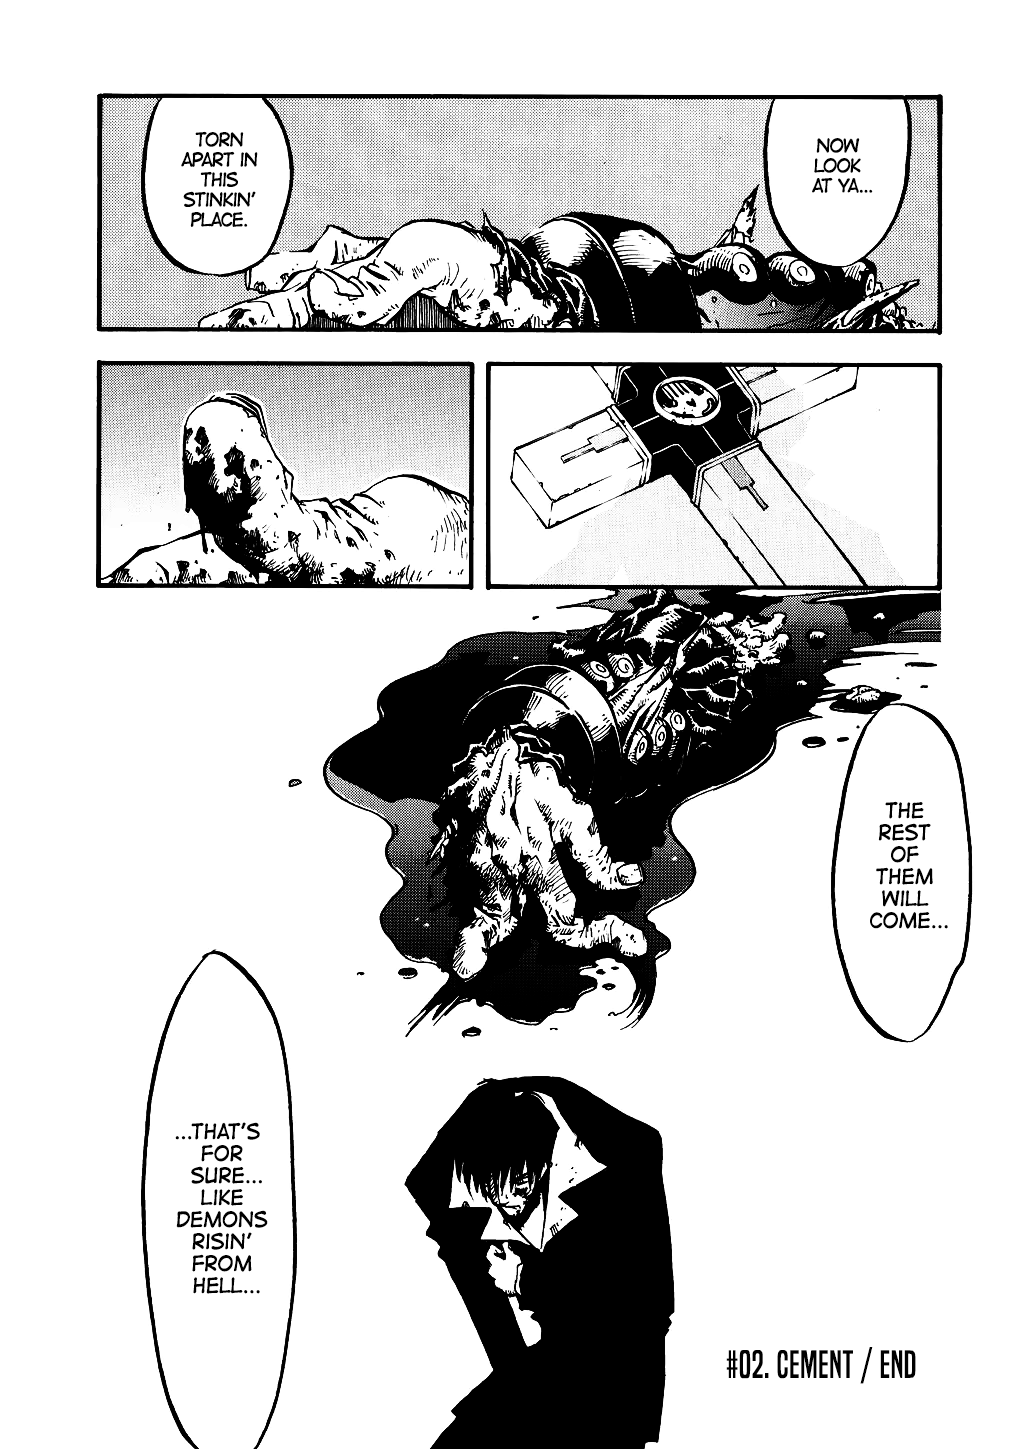 NOW
LOOK
AT YA...
TORN
APART IN
THIS
STINKIN'
PLACE.
THE
REST
OF
THEM
WILL
COME...
...THAT'S
FOR
SURE...
LIKE
DEMONS
RISIN'
FROM
HELL...
#02. CEMENT / END